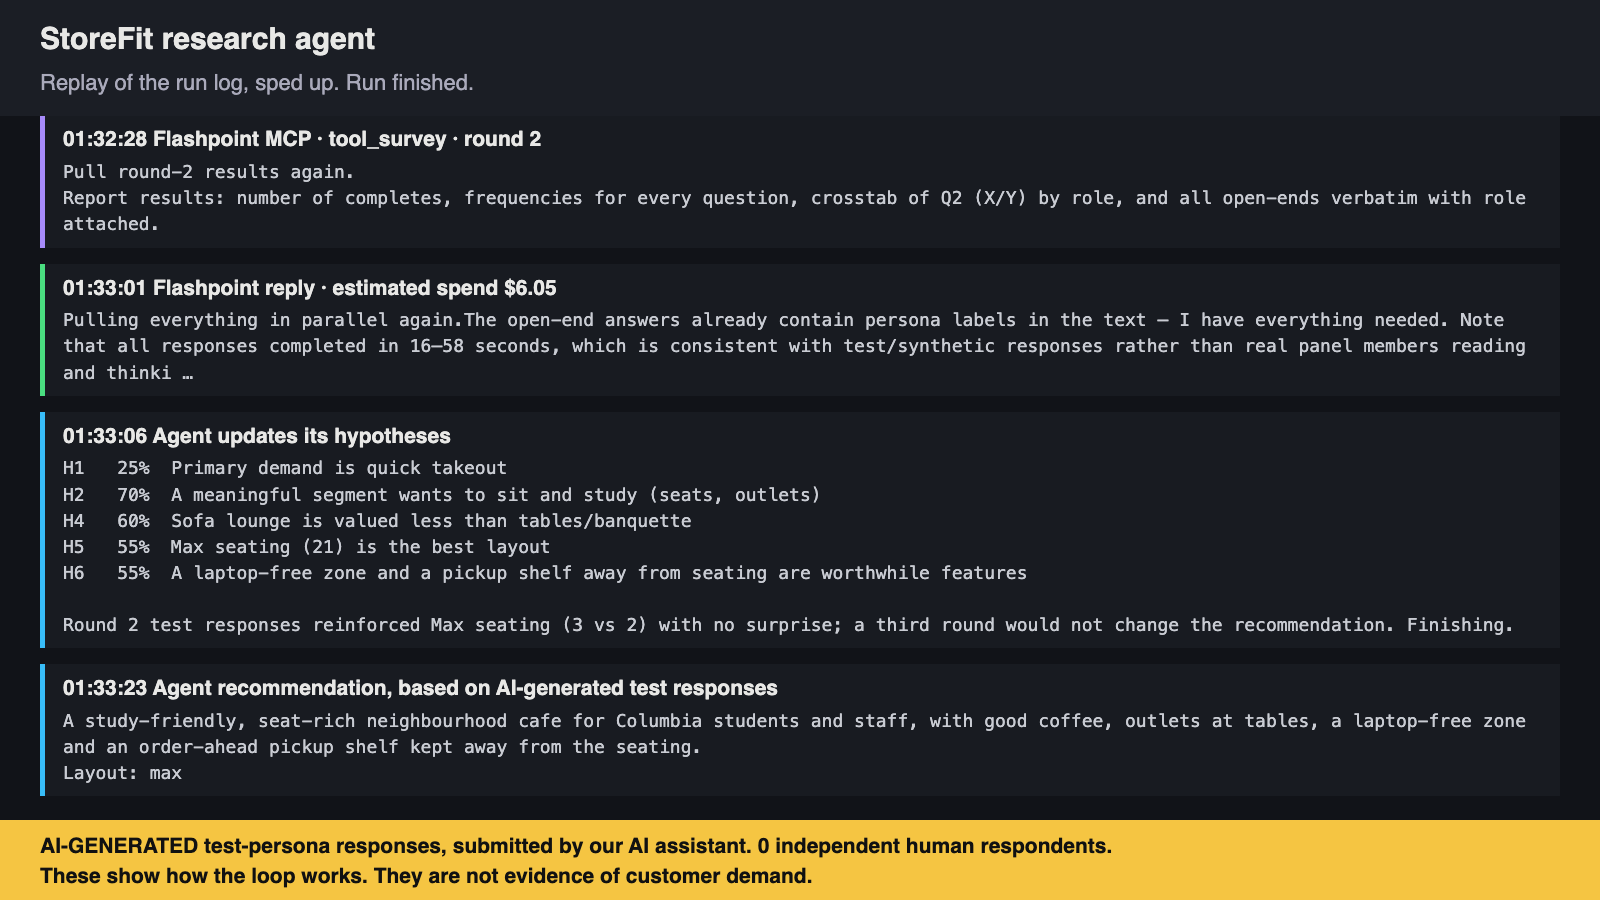 StoreFit research agent
Replay of the run log, sped up. Run finished.
01:32:28 Flashpoint MCP · tool_survey · round 2
Pull round-2 results again.
Report results: number of completes, frequencies for every question, crosstab of Q2 (X/Y) by role, and all open-ends verbatim with role
attached.
01:33:01 Flashpoint reply · estimated spend $6.05
Pulling everything in parallel again.The open-end answers already contain persona labels in the text — I have everything needed. Note
that all responses completed in 16–58 seconds, which is consistent with test/synthetic responses rather than real panel members reading
and thinki …
01:33:06 Agent updates its hypotheses
H1 25% Primary demand is quick takeout
H2 70% A meaningful segment wants to sit and study (seats, outlets)
H4 60% Sofa lounge is valued less than tables/banquette
H5 55% Max seating (21) is the best layout
H6 55% A laptop-free zone and a pickup shelf away from seating are worthwhile features
Round 2 test responses reinforced Max seating (3 vs 2) with no surprise; a third round would not change the recommendation. Finishing.
01:33:23 Agent recommendation, based on AI-generated test responses
A study-friendly, seat-rich neighbourhood cafe for Columbia students and staff, with good coffee, outlets at tables, a laptop-free zone
and an order-ahead pickup shelf kept away from the seating.
Layout: max
AI-GENERATED test-persona responses, submitted by our AI assistant. 0 independent human respondents.
These show how the loop works. They are not evidence of customer demand.